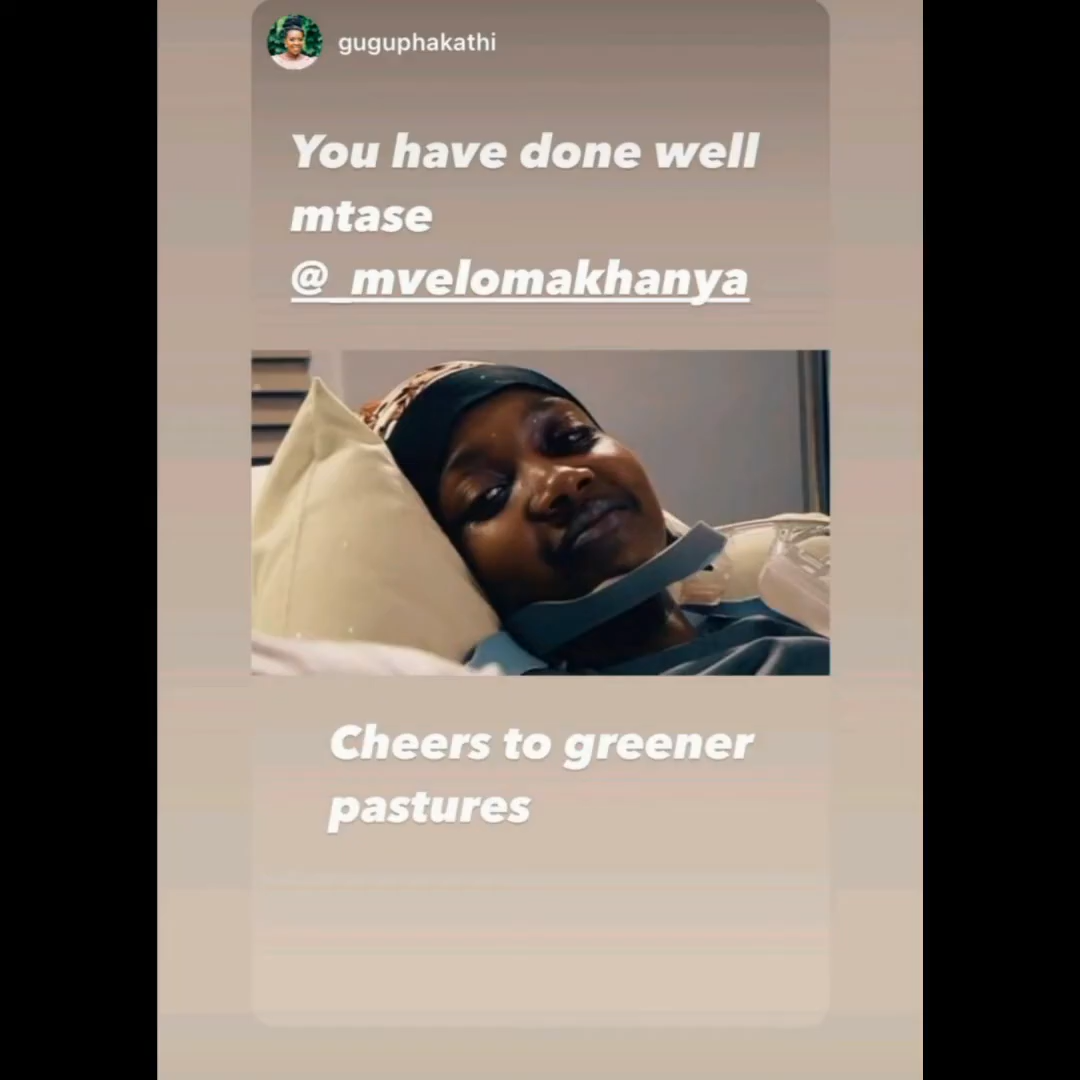 guguphakathi
You have done well
mtase
@_mvelomakhanya
Cheers to greener
pastures